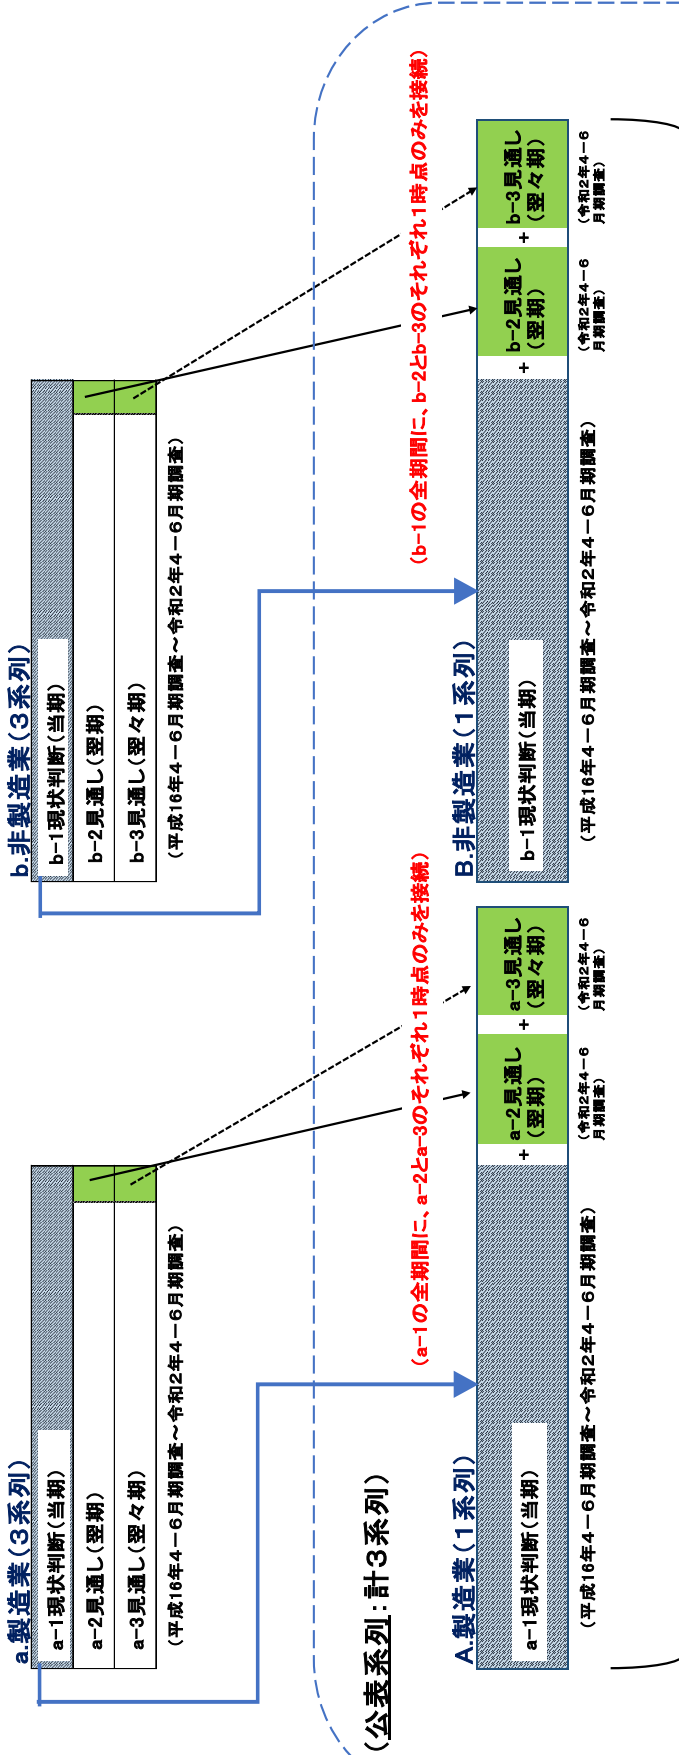 a.製造業(3系列)
a-1現状判断(当期)
a-2見通し(翌期)
a-3見通し(翌々期)
(平成16年4-6月期調査～令和2年4-6月期調査)
b.非製造業(3系列)
b-1現状判断(当期)
b-2見通し(翌期)
b-3見通し(翌々期)
(平成16年4-6月期調査～令和2年4-6月期調査)
(公表系列:計3系列)
(a-1の全期間に、a-2とa-3のそれぞれ1時点のみを接続)
(b-1の全期間に、b-2とb-3のそれぞれ1時点のみを接続)
A.製造業(1系列)
a-1現状判断(当期)
+
a-2見通し
(翌期)
+
a-3見通し
(翌々期)
(平成16年4-6月期調査～令和2年4-6月期調査)
(令和2年4-6
月期調査)
(令和2年4-6
月期調査)
B.非製造業(1系列)
b-1現状判断(当期)
+
b-2見通し
(翌期)
+
b-3見通し
(翌々期)
(平成16年4-6月期調査～令和2年4-6月期調査)
(令和2年4-6
月期調査)
(令和2年4-6
月期調査)